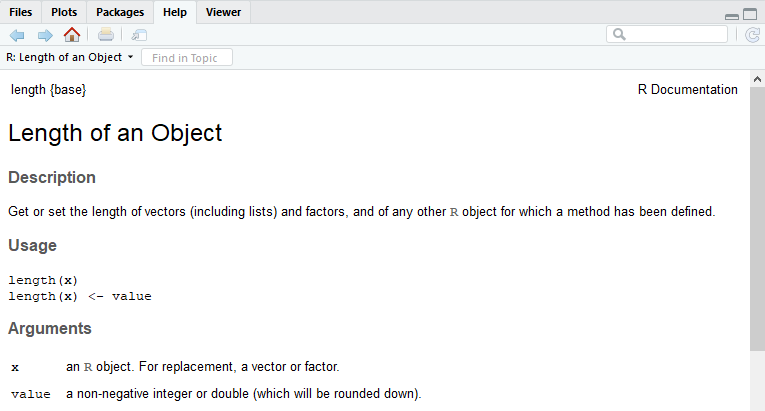 Files Plots Packages Help Viewer
R: Length of an Object Find in Topic
length {base} R Documentation
Length of an Object
Description
Get or set the length of vectors (including lists) and factors, and of any other R object for which a method has been defined.
Usage
length(x)
length(x) <- value
Arguments
x an R object. For replacement, a vector or factor.
value a non-negative integer or double (which will be rounded down).